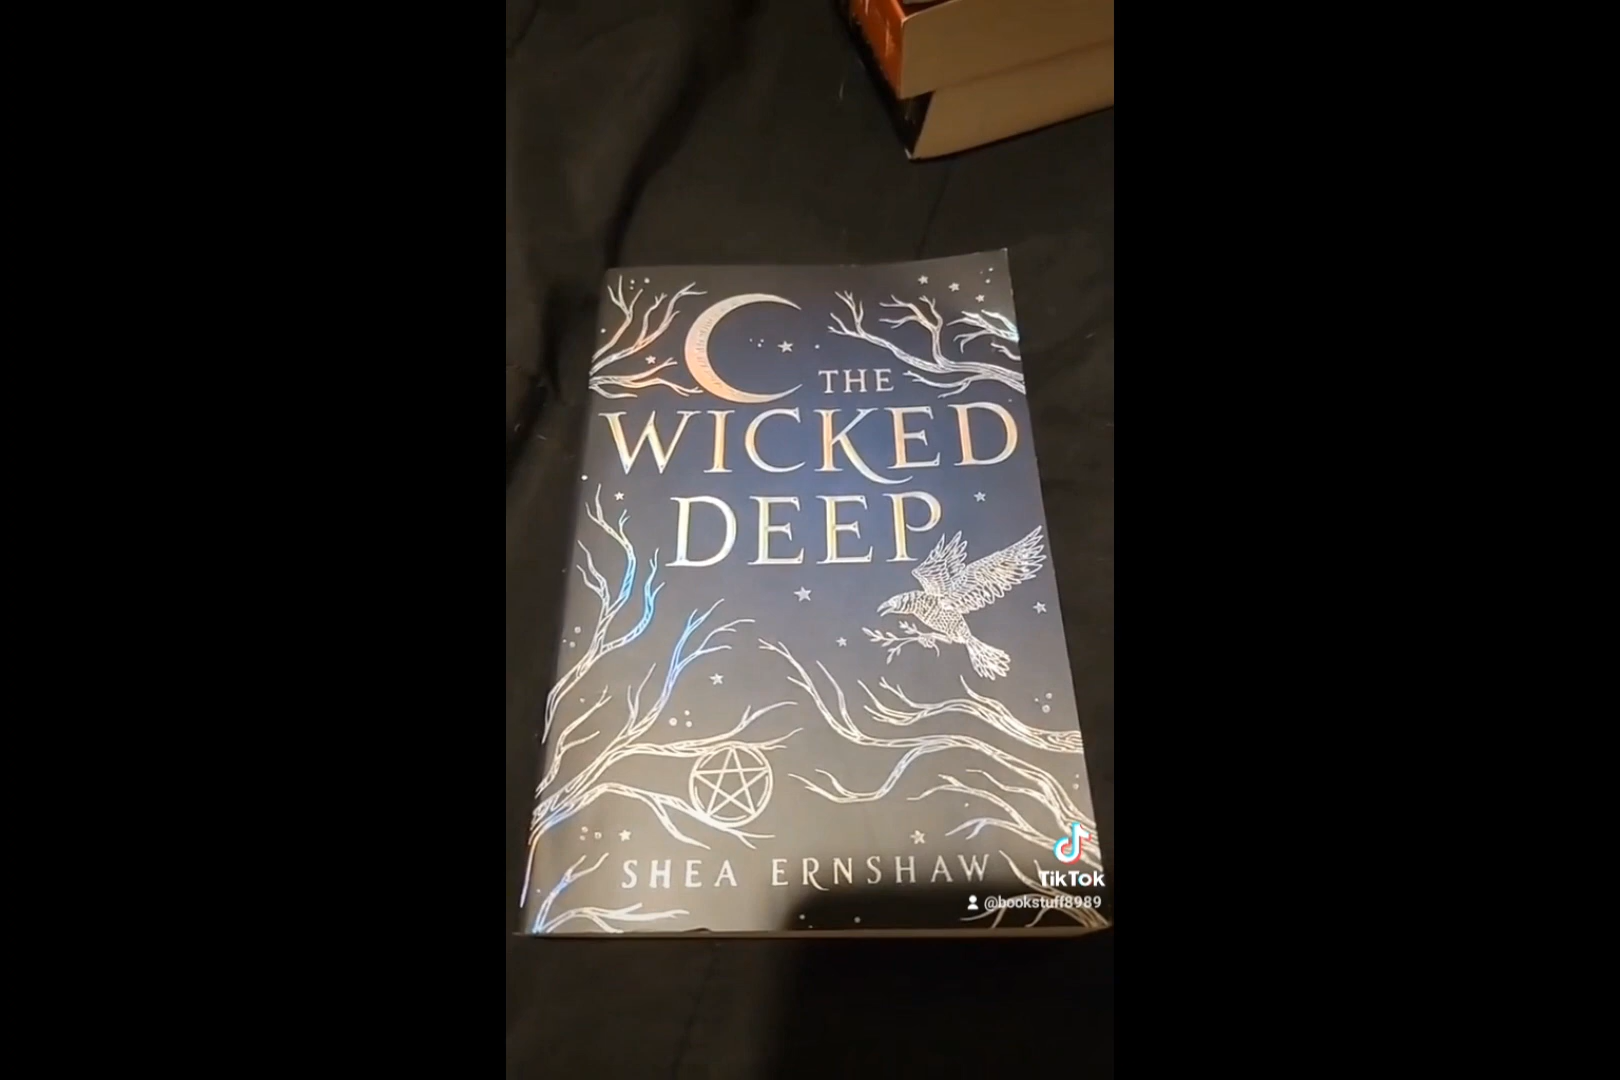 THE
WICKED
DEEP
SHEA ERNSHAW
TikTok
@bookstuff8989